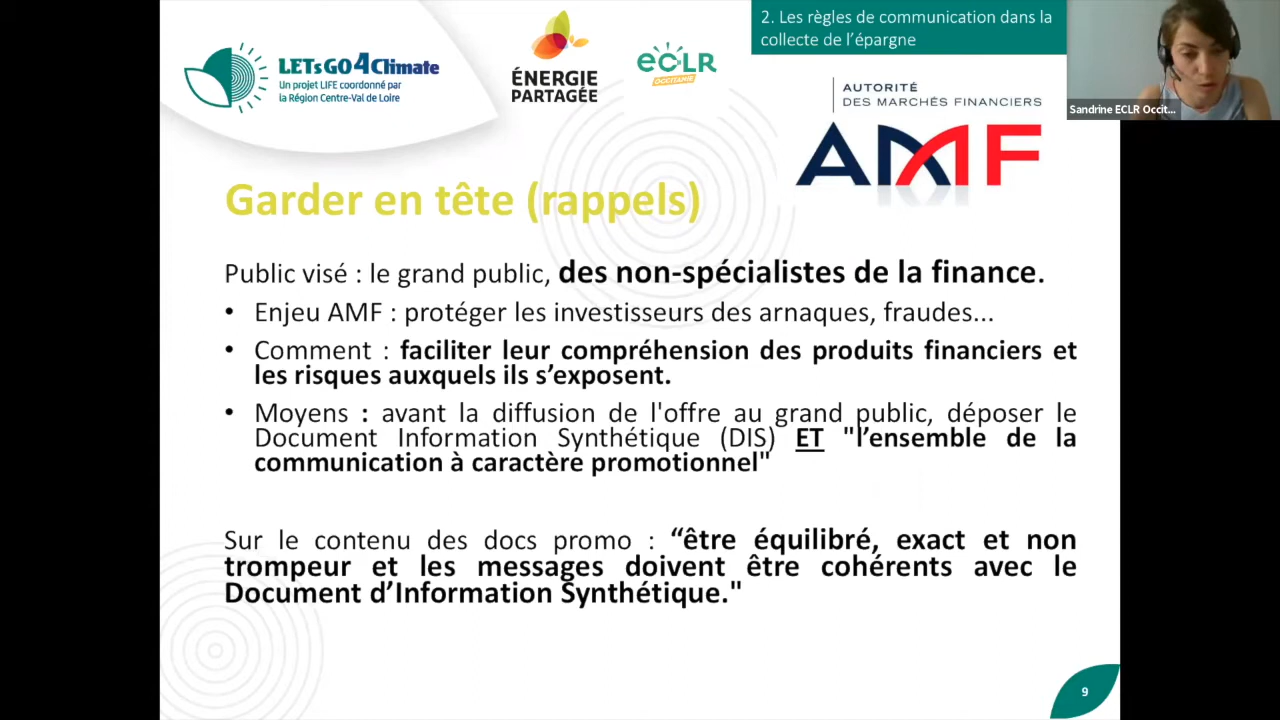 LETsGO4Climate
Un projet LIFE coordonné par
la Région Centre-Val de Loire
ÉNERGIE
PARTAGÉE
ECLR
OCCITANIE
2. Les règles de communication dans la
collecte de l’épargne
AUTORITÉ
DES MARCHÉS FINANCIERS
AMF
Sandrine ECLR Occit...
Garder en tête (rappels)
Public visé : le grand public, des non-spécialistes de la finance.
• Enjeu AMF : protéger les investisseurs des arnaques, fraudes...
• Comment : faciliter leur compréhension des produits financiers et
les risques auxquels ils s’exposent.
• Moyens : avant la diffusion de l'offre au grand public, déposer le
Document Information Synthétique (DIS) ET "l’ensemble de la
communication à caractère promotionnel"
Sur le contenu des docs promo : “être équilibré, exact et non
trompeur et les messages doivent être cohérents avec le
Document d’Information Synthétique."
9